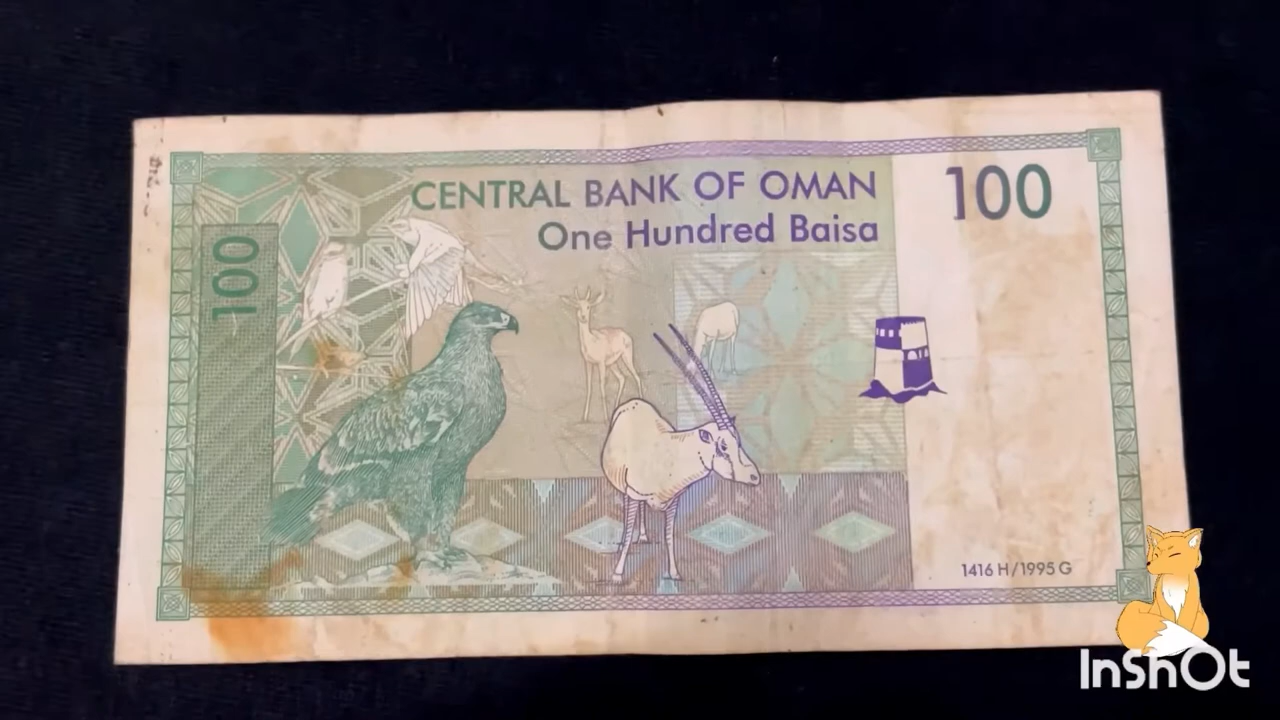 CENTRAL BANK OF OMAN
One Hundred Baisa
100
100
1416 H/1995 G
InShOt